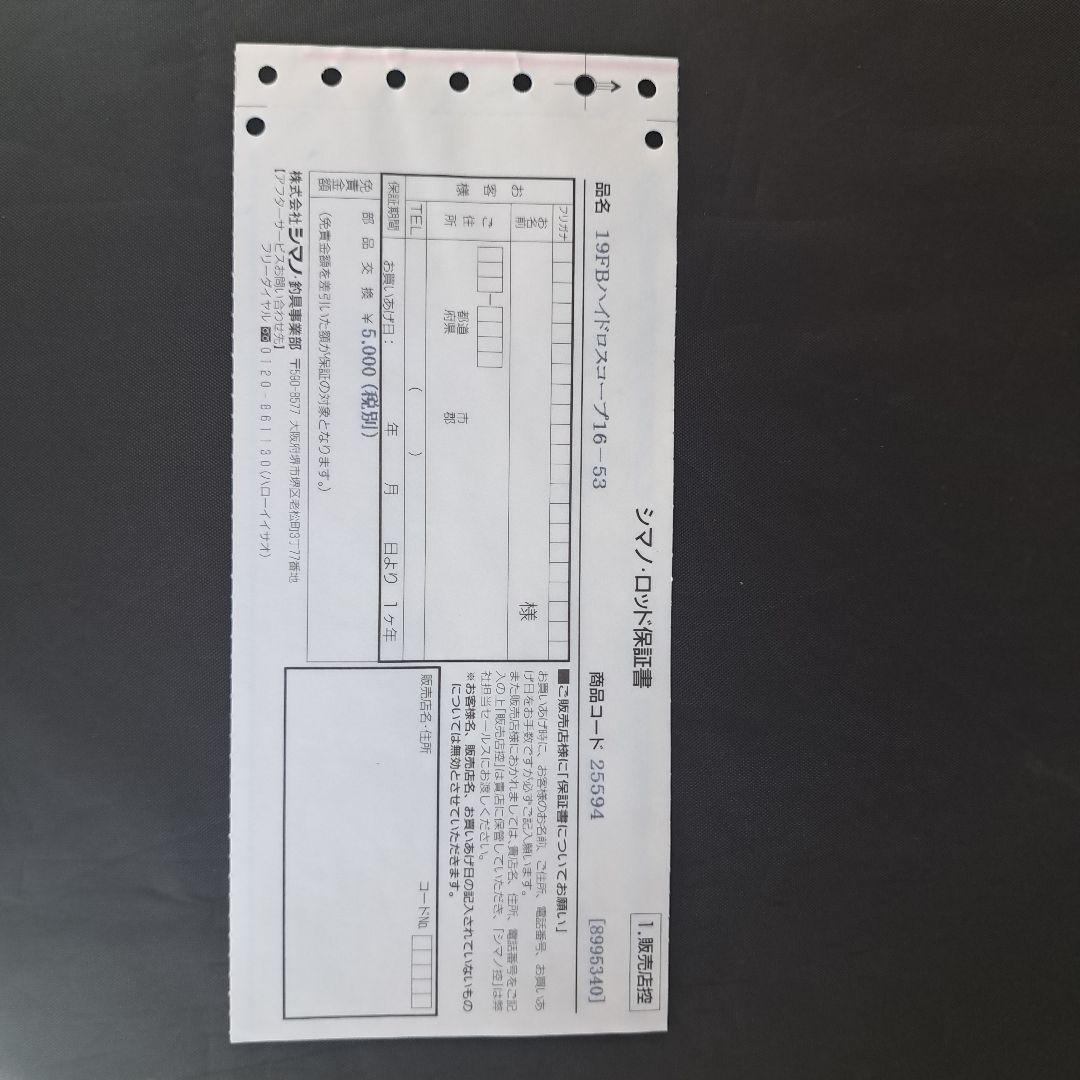 シマノ・ロッド保証書
1.販売店控
品名 19FBハイドロスコープ16-53
商品コード 25594
[8995340]
フリガナ
お客様
お名前
様
ご住所
都道府県
市郡
TEL
( )
保証期間
お買いあげ日: 年 月 日より 1ヶ年
免責金額
部品交換 ¥5,000(税別)
(免責金額を差引いた額が保証の対象となります。)
株式会社シマノ・釣具事業部 〒590-8577 大阪府堺市堺区老松町3丁77番地
【アフターサービスお問い合わせ先】
フリーダイヤル 0120-861130(ハローイイサオ)
■ご販売店様に「保証書についてお願い」
お買いあげ時に、お客様のお名前、ご住所、電話番号、お買いあ
げ日をお手数ですが必ずご記入願います。
また販売店様におかれましては、貴店名、住所、電話番号をご記
入の上「販売店控」は貴店に保管していただき、「シマノ控」は弊
社担当セールスにお渡しください。
※お客様名、販売店名、お買いあげ日の記入されていないもの
については無効とさせていただきます。
販売店名・住所
コードNo.